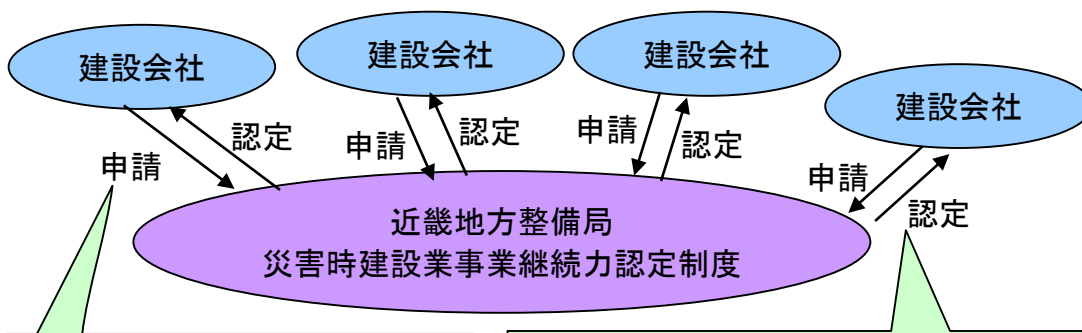 建設会社
建設会社
建設会社
建設会社
申請
認定
申請
認定
申請
認定
申請
認定
近畿地方整備局
災害時建設業事業継続力認定制度